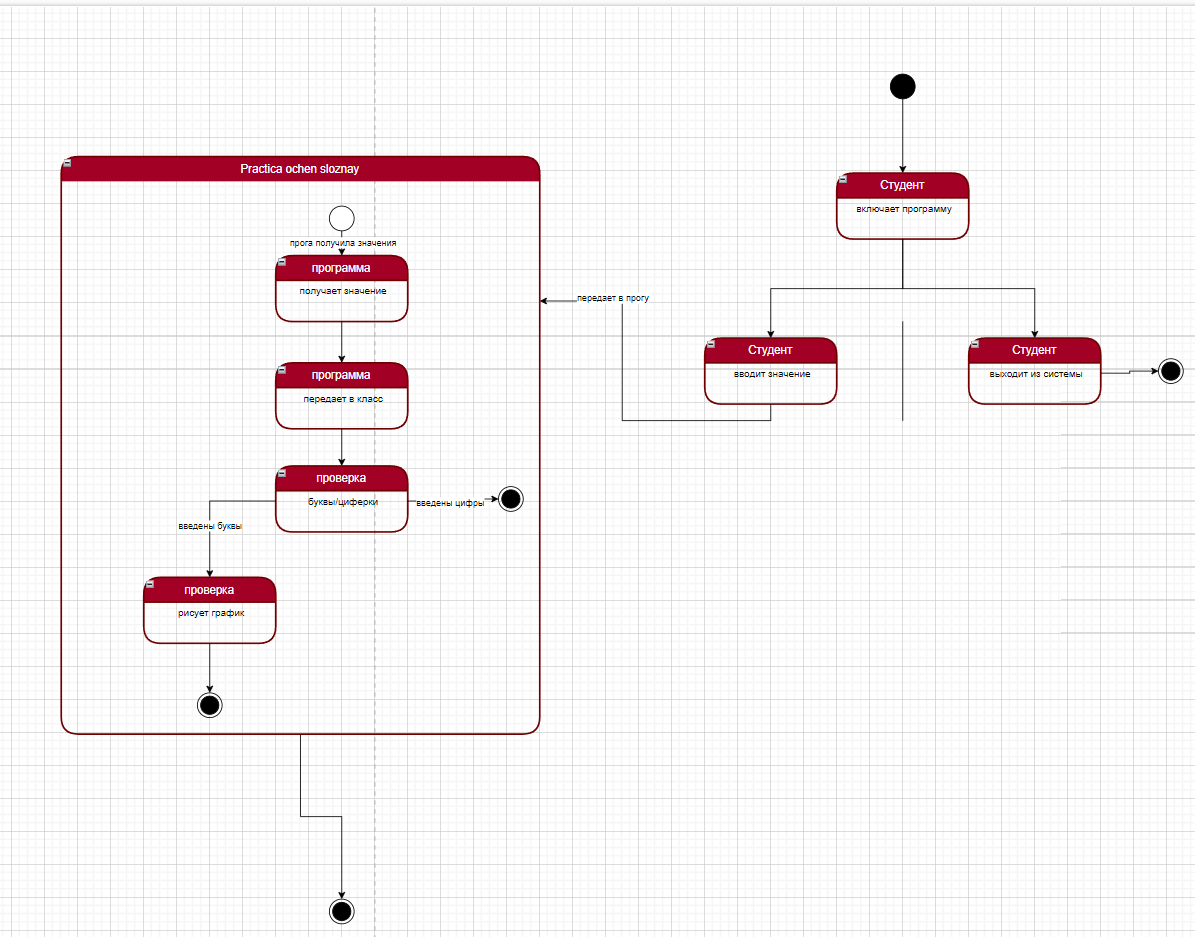 Practica ochen sloznay
прога получила значения
программа
получает значение
программа
передает в класс
проверка
буквы/циферки
введены цифры
введены буквы
проверка
рисует график
Студент
включает программу
передает в прогу
Студент
вводит значение
Студент
выходит из системы